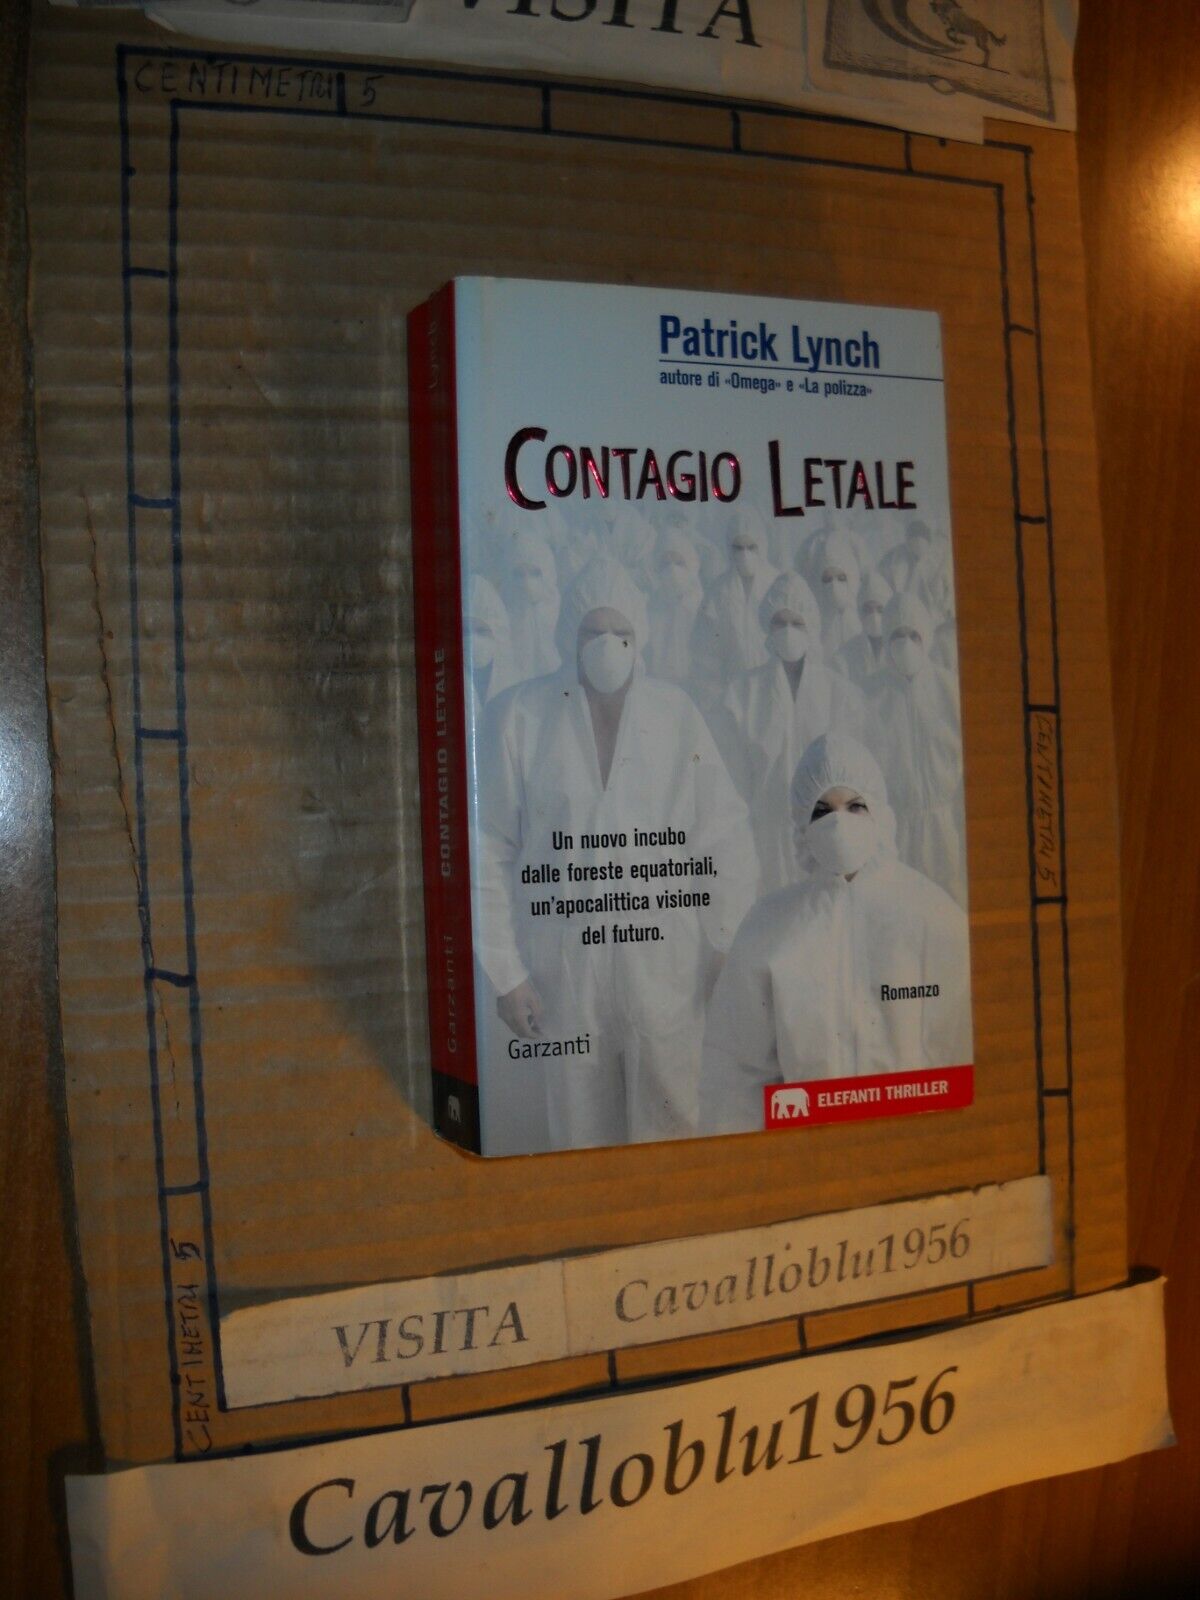 VISITA
CENTIMETRI 5
Patrick Lynch
autore di «Omega» e «La polizza»
CONTAGIO LETALE
Un nuovo incubo
dalle foreste equatoriali,
un'apocalittica visione
del futuro.
Romanzo
Garzanti
ELEFANTI THRILLER
Lynch
CONTAGIO LETALE
Garzanti
CENTIMETRI 5
CENTIMETRI 5
VISITA Cavalloblu1956
Cavalloblu1956